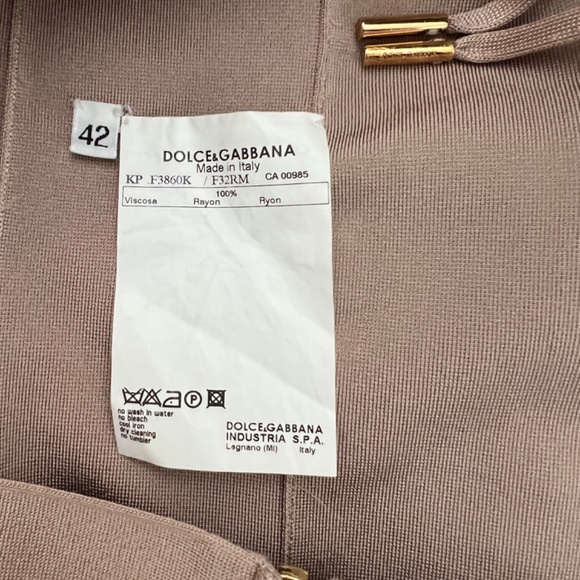 42
DOLCE&GABBANA
Made in Italy
KP .F3860K / F32RM CA 00985
100%
Viscosa Rayon Ryon
no wash in water
no bleach
cool iron
dry cleaning
no tumbler
DOLCE&GABBANA
INDUSTRIA S.P.A.
Legnano (MI) Italy